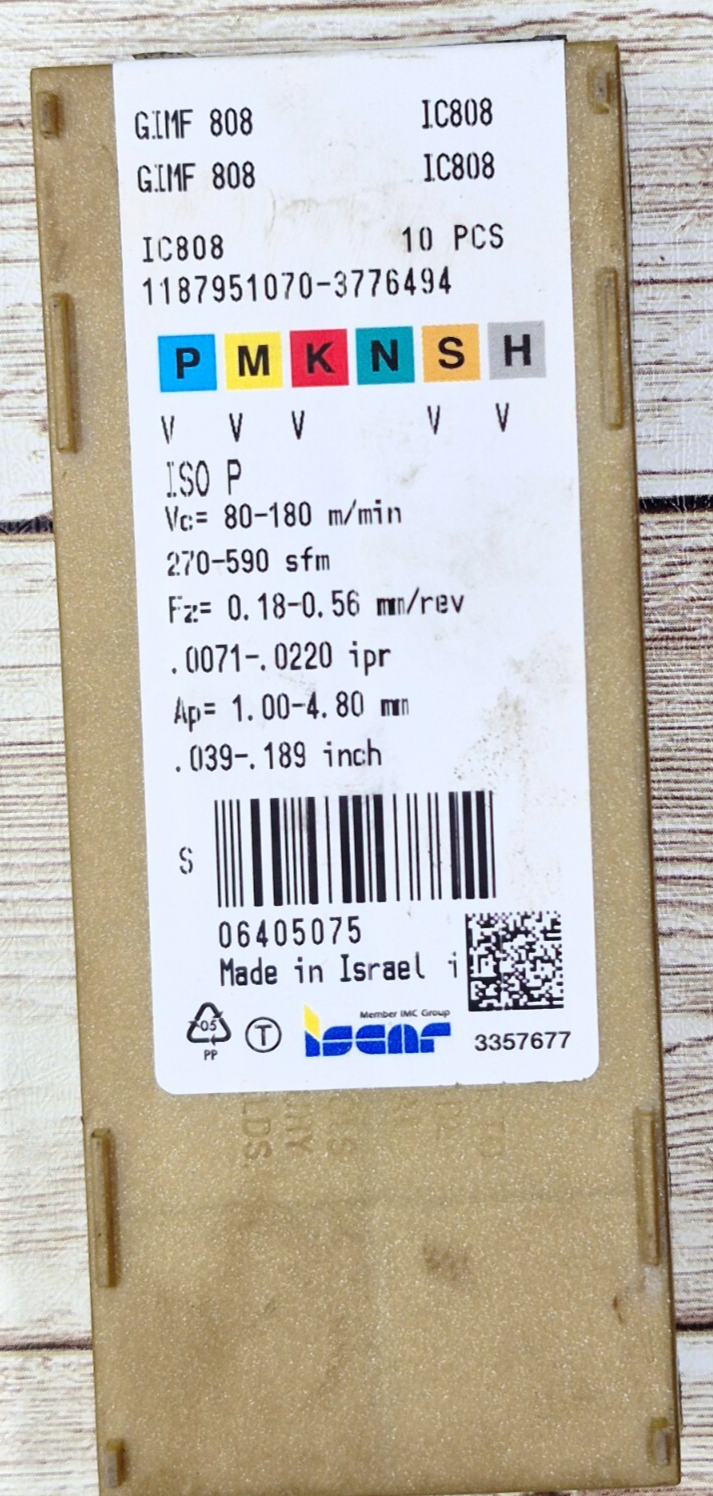 GIMF 808 IC808
GIMF 808 IC808
IC808 10 PCS
1187951070-3776494
P M K N S H
V V V V V
ISO P
Vc= 80-180 m/min
270-590 sfm
Fz= 0.18-0.56 mm/rev
.0071-.0220 ipr
Ap= 1.00-4.80 mm
.039-.189 inch
S
06405075
Made in Israel i
05
PP
T
Member IMC Group
iscar
3357677
TO
LDS.